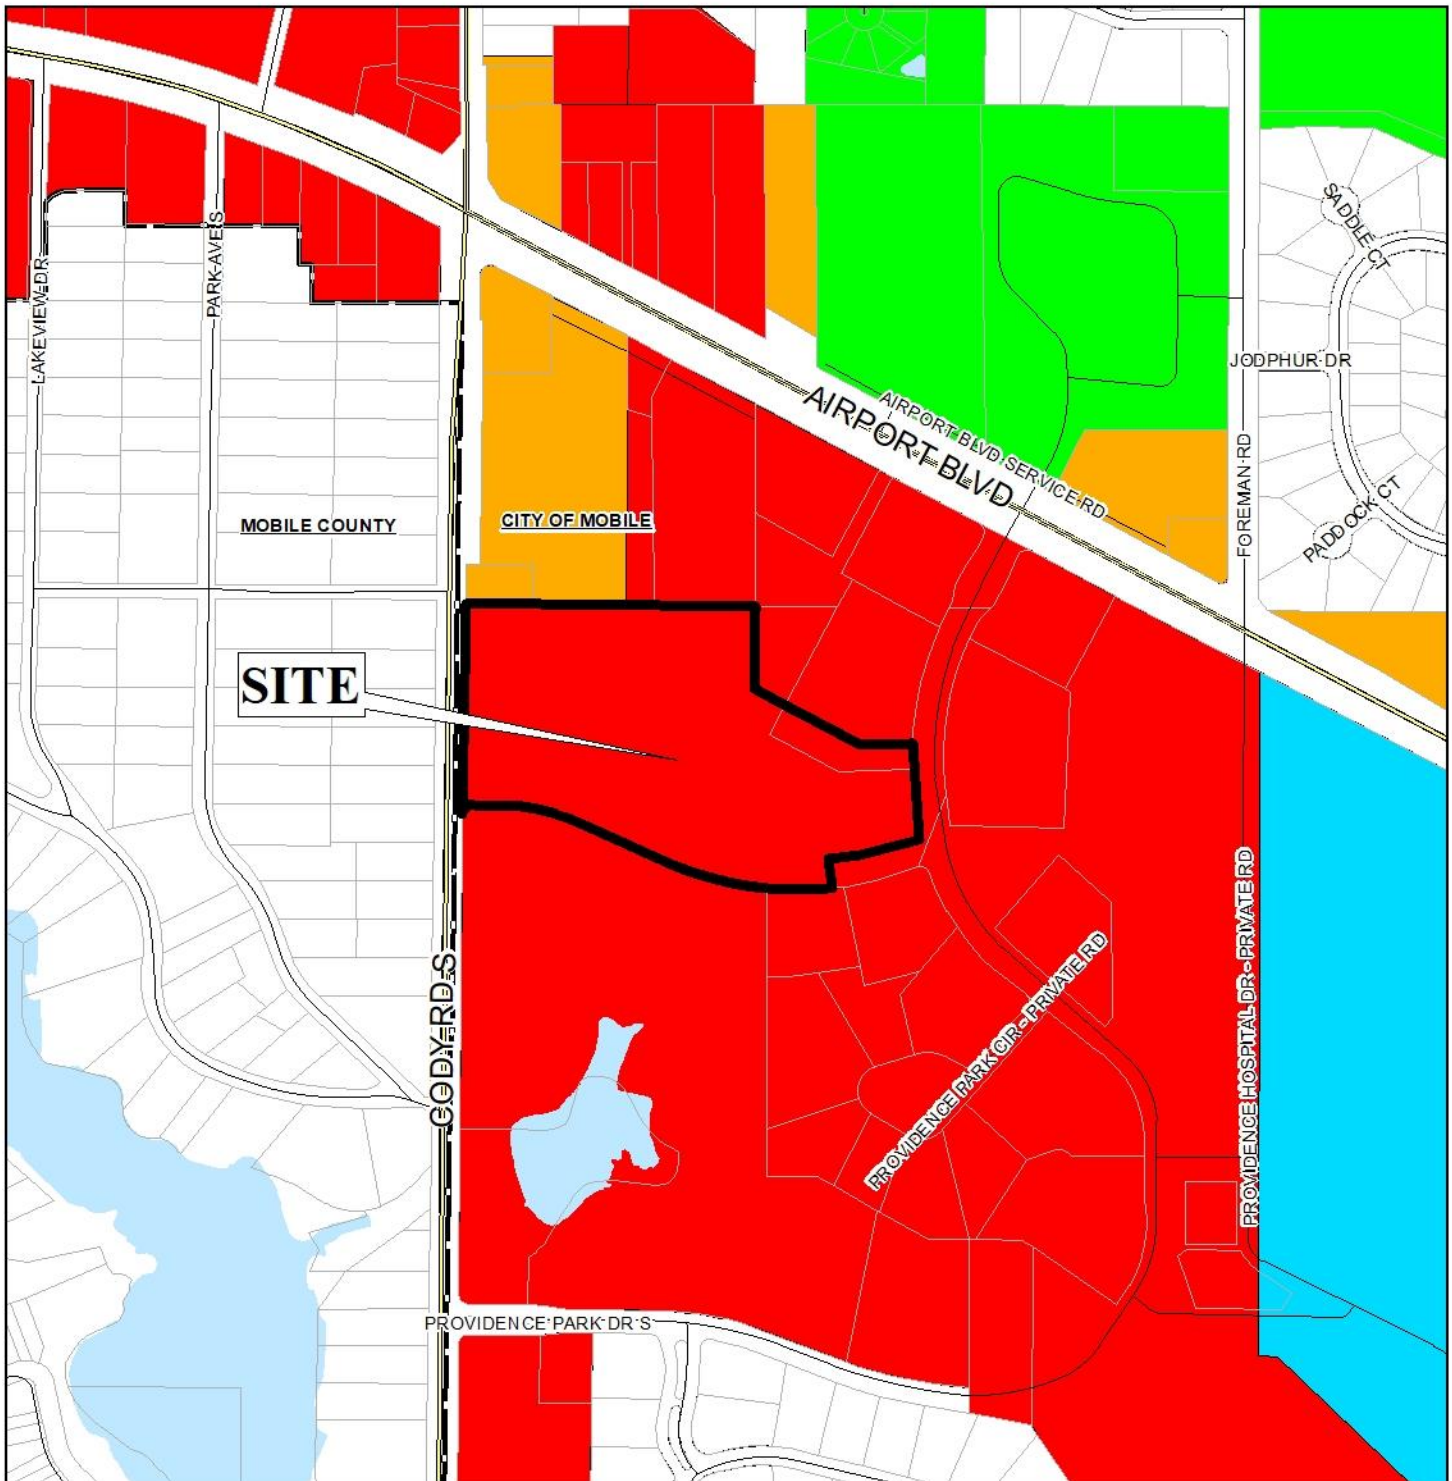 SADDLE CT
PARK AVE S
LAKEVIEW DR
JODPHUR DR
AIRPORT BLVD SERVICE RD
AIRPORT BLVD
FOREMAN RD
PADDOCK CT
MOBILE COUNTY
CITY OF MOBILE
SITE
CODY RD S
PROVIDENCE PARK CIR - PRIVATE RD
PROVIDENCE HOSPITAL DR - PRIVATE RD
PROVIDENCE PARK DR S